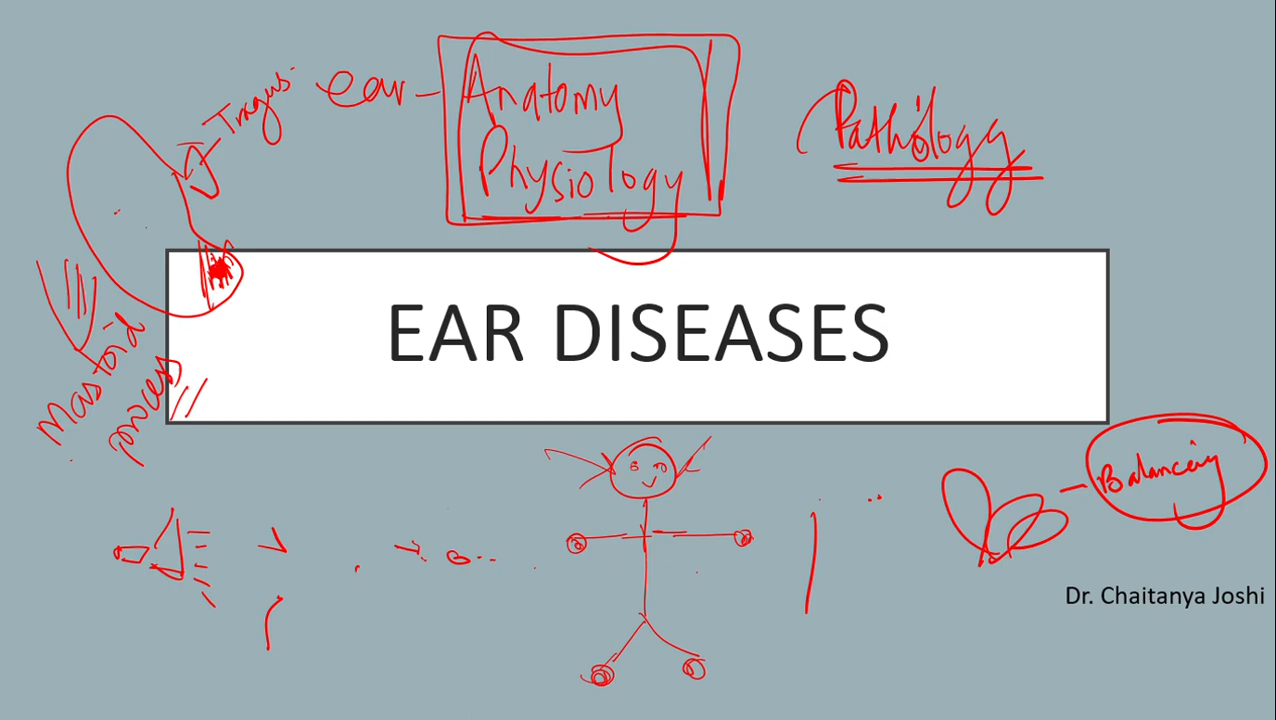 Tragus
ear - Anatomy
Physiology
Pathology
EAR DISEASES
Mastoid
process
Balancing
Dr. Chaitanya Joshi